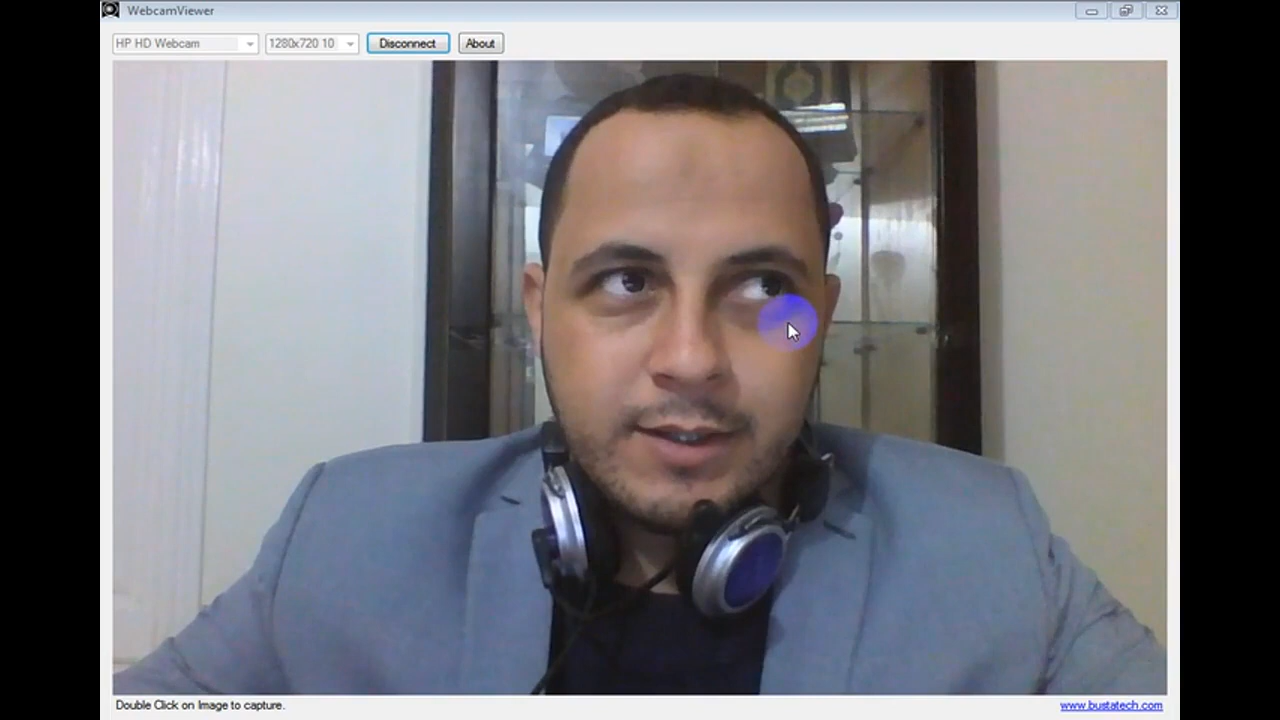 WebcamViewer
HP HD Webcam 1280x720 10 Disconnect About
Double Click on Image to capture. www.bustatech.com